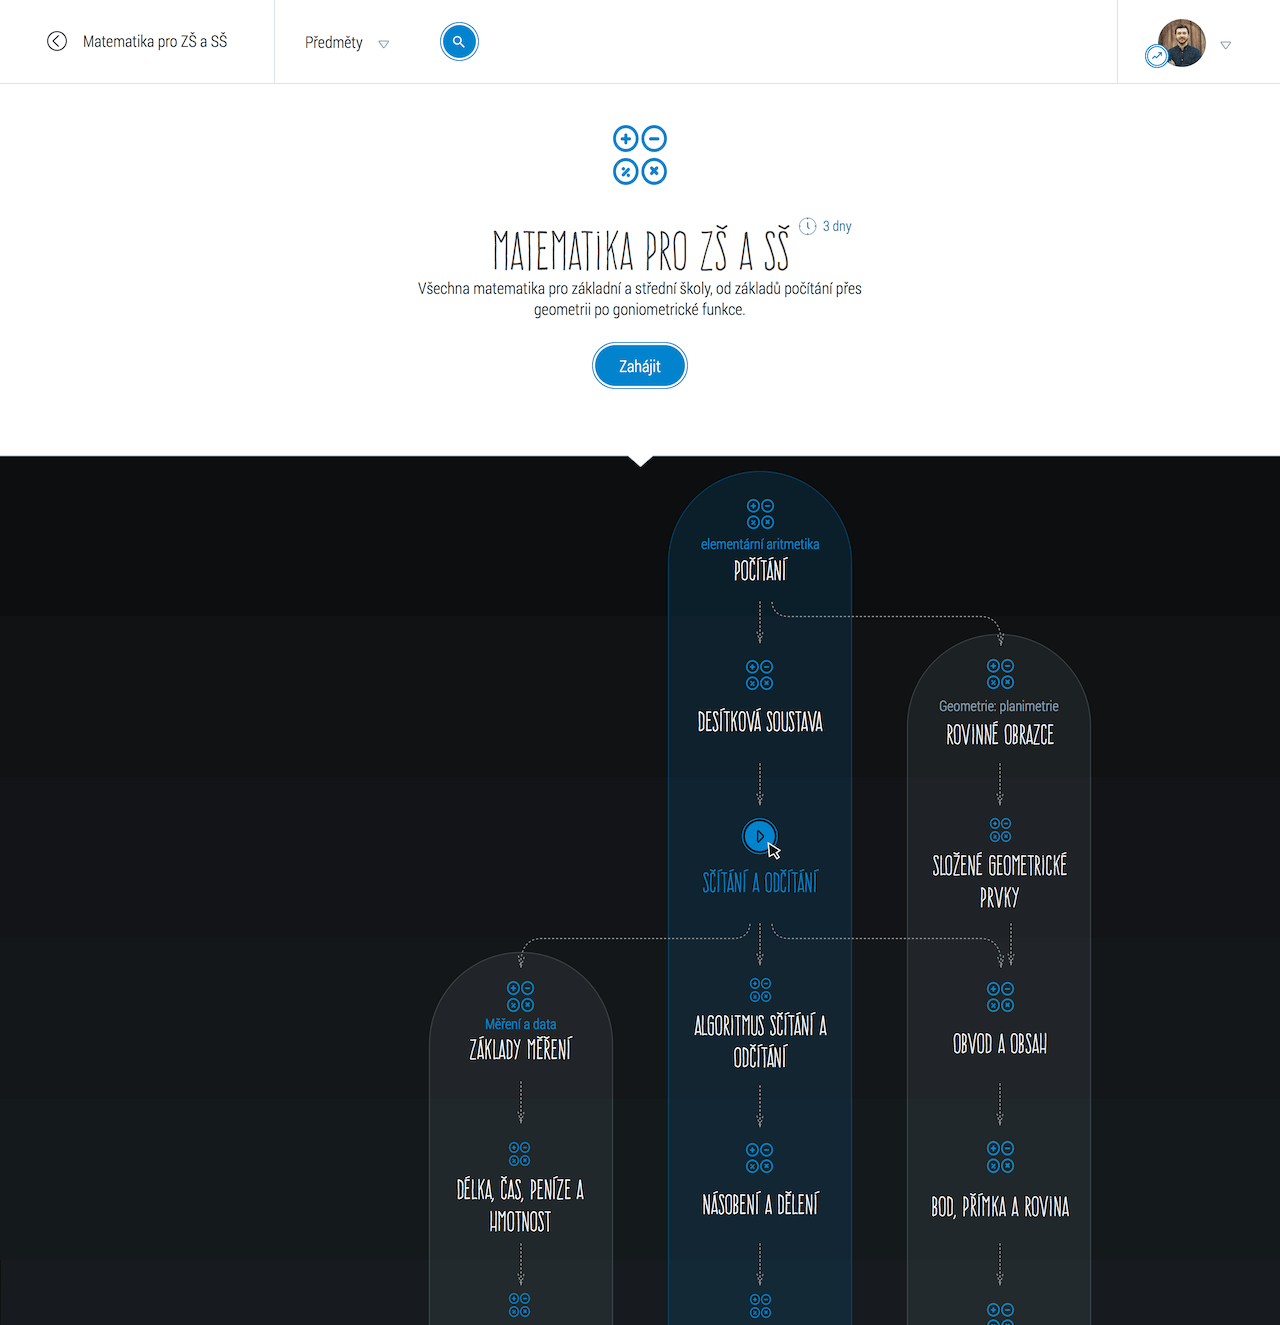 Matematika pro ZŠ a SŠ
Předměty
MATEMATiKA PRO ZŠ A SŠ
3 dny
Všechna matematika pro základní a střední školy, od základů počítání přes
geometrii po goniometrické funkce.
Zahájit
elementární aritmetika
POČÍTÁNÍ
DESÍTKOVÁ SOUSTAVA
Geometrie: planimetrie
ROViNNÉ OBRAZCE
SČÍTÁNÍ A ODČÍTÁNÍ
SLOŽENÉ GEOMETRICKÉ
PRVKY
Měření a data
ZÁKLADY MĚŘENÍ
ALGORiTMUS SČÍTÁNÍ A
ODČÍTÁNÍ
OBVOD A OBSAH
DÉLKA, ČAS, PENÍZE A
HMOTNOST
NÁSOBENÍ A DĚLENÍ
BOD, PŘÍMKA A ROViNA